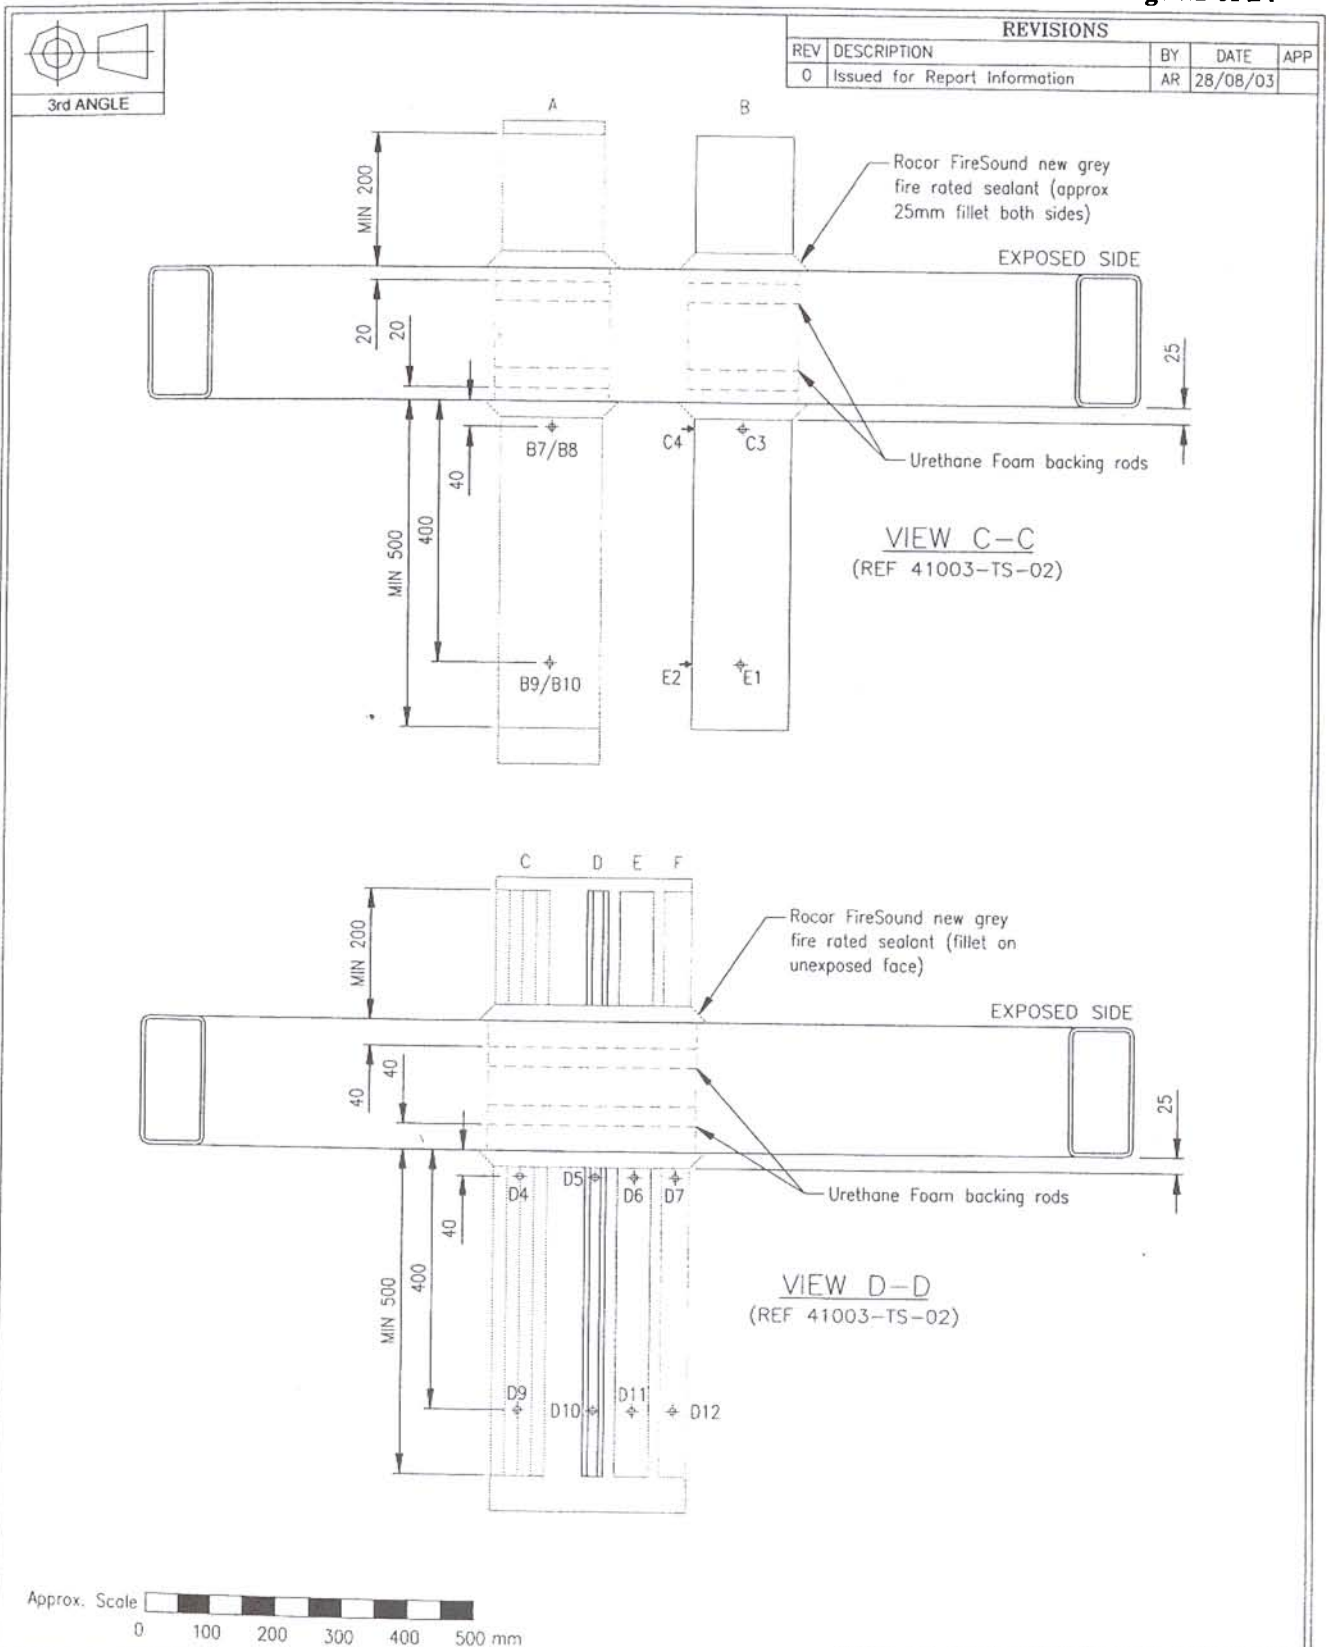 REVISIONS
REV DESCRIPTION BY DATE APP
0 Issued for Report Information AR 28/08/03
3rd ANGLE
A B
MIN 200
Rocor FireSound new grey
fire rated sealant (approx
25mm fillet both sides)
EXPOSED SIDE
20
20
25
B7/B8
C4
C3
40
Urethane Foam backing rods
400
MIN 500
VIEW C-C
(REF 41003-TS-02)
B9/B10
E2
E1
C D E F
MIN 200
Rocor FireSound new grey
fire rated sealant (fillet on
unexposed face)
EXPOSED SIDE
40
40
25
D4 D5 D6 D7
40
Urethane Foam backing rods
400
MIN 500
VIEW D-D
(REF 41003-TS-02)
D9 D10 D11 D12
Approx. Scale
0 100 200 300 400 500 mm